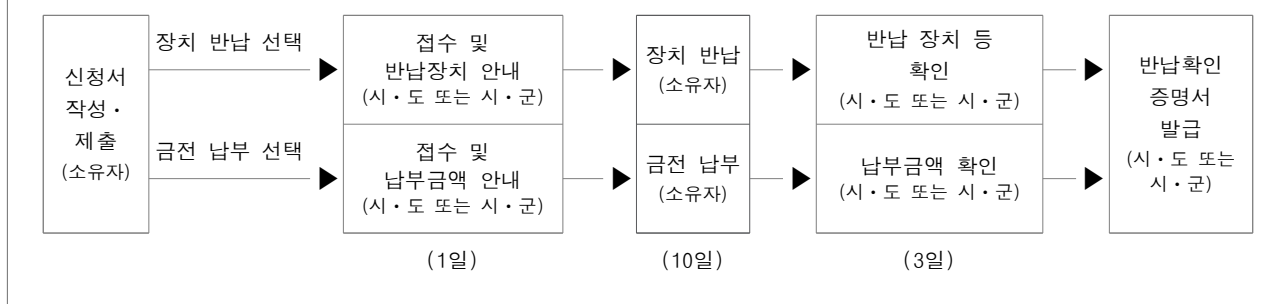 신청서
작성·
제출
(소유자)
장치 반납 선택
금전 납부 선택
접수 및
반납장치 안내
(시·도 또는 시·군)
접수 및
납부금액 안내
(시·도 또는 시·군)
(1일)
장치 반납
(소유자)
금전 납부
(소유자)
(10일)
반납 장치 등
확인
(시·도 또는 시·군)
납부금액 확인
(시·도 또는 시·군)
(3일)
반납확인
증명서
발급
(시·도 또는
시·군)